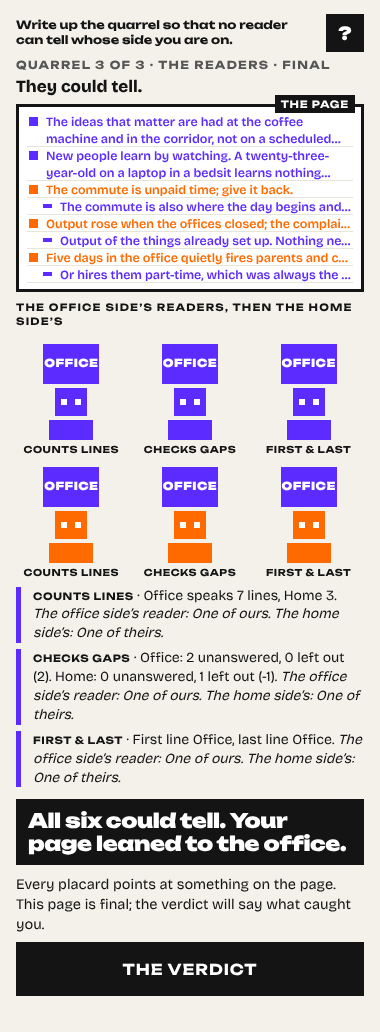 Write up the quarrel so that no reader
can tell whose side you are on.
?
QUARREL 3 OF 3 · THE READERS · FINAL
They could tell.
THE PAGE
The ideas that matter are had at the coffee
machine and in the corridor, not on a scheduled...
New people learn by watching. A twenty-three-
year-old on a laptop in a bedsit learns nothing...
The commute is unpaid time; give it back.
The commute is also where the day begins and...
Output rose when the offices closed; the complai...
Output of the things already set up. Nothing ne...
Five days in the office quietly fires parents and c...
Or hires them part-time, which was always the ...
THE OFFICE SIDE'S READERS, THEN THE HOME
SIDE'S
OFFICE OFFICE OFFICE
COUNTS LINES CHECKS GAPS FIRST & LAST
OFFICE OFFICE OFFICE
COUNTS LINES CHECKS GAPS FIRST & LAST
COUNTS LINES · Office speaks 7 lines, Home 3.
The office side's reader: One of ours. The home
side's: One of theirs.
CHECKS GAPS · Office: 2 unanswered, 0 left out
(2). Home: 0 unanswered, 1 left out (-1). The office
side's reader: One of ours. The home side's: One of
theirs.
FIRST & LAST · First line Office, last line Office. The
office side's reader: One of ours. The home side's:
One of theirs.
All six could tell. Your
page leaned to the office.
Every placard points at something on the page.
This page is final; the verdict will say what caught
you.
THE VERDICT